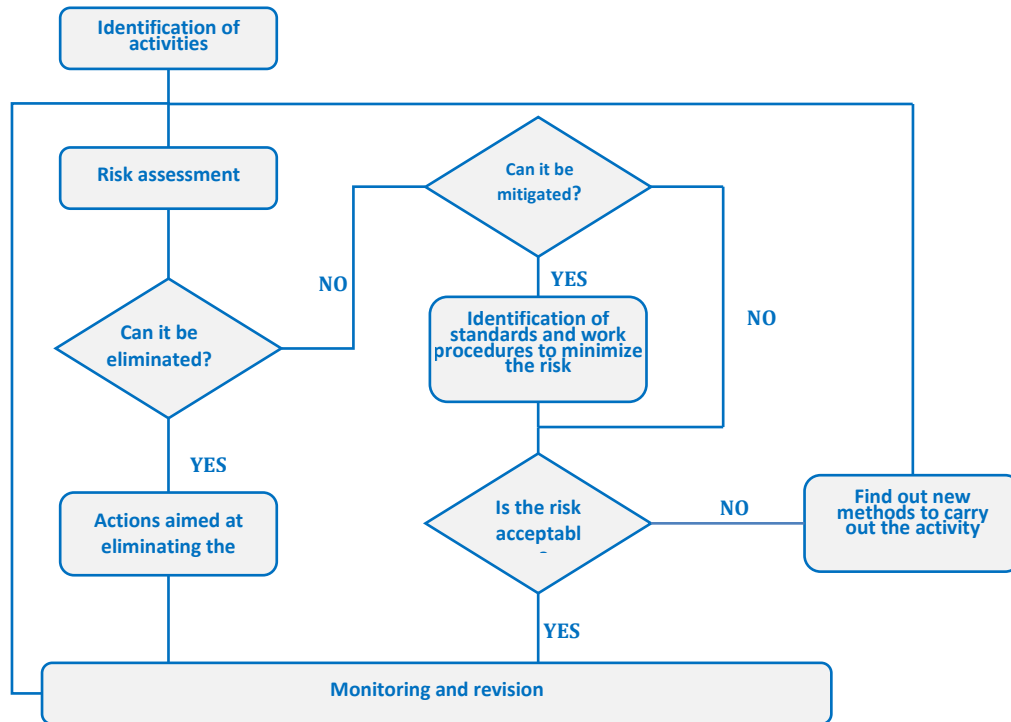 Identification of
activities
Risk assessment
Can it be
mitigated?
NO
YES
Identification of
standards and work
procedures to minimize
the risk
NO
Can it be
eliminated?
YES
Actions aimed at
eliminating the
Is the risk
acceptabl
NO
Find out new
methods to carry
out the activity
YES
Monitoring and revision